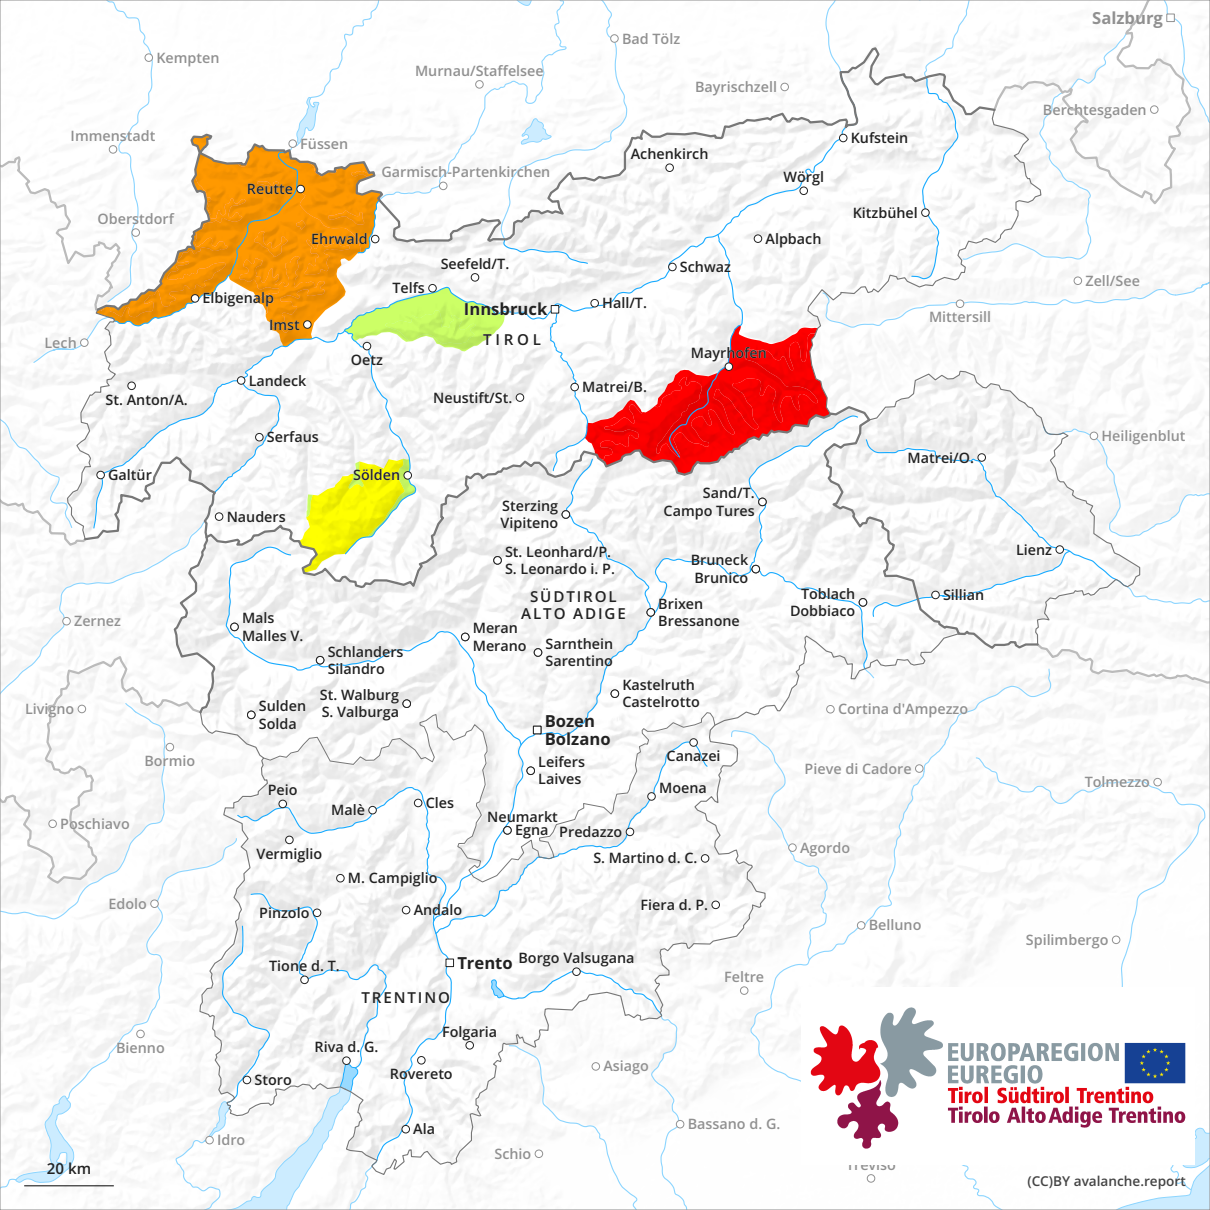 Salzburg
Bad Tölz
Kempten
Murnau/Staffelsee
Bayrischzell
Berchtesgaden
Immenstadt
Füssen
Kufstein
Achenkirch
Garmisch-Partenkirchen
Wörgl
Reutte
Oberstdorf
Kitzbühel
Ehrwald
Alpbach
Seefeld/T.
Schwaz
Zell/See
Telfs
Elbigenalp
Innsbruck
Hall/T.
Mittersill
Imst
TIROL
Lech
Oetz
Mayrhofen
Landeck
Matrei/B.
St. Anton/A.
Neustift/St.
Serfaus
Heiligenblut
Matrei/O.
Galtür
Sölden
Sand/T.
Campo Tures
Sterzing
Vipiteno
Nauders
Lienz
St. Leonhard/P.
S. Leonardo i. P.
Bruneck
Brunico
SÜDTIROL
ALTO ADIGE
Toblach
Dobbiaco
Sillian
Brixen
Bressanone
Zernez
Mals
Malles V.
Meran
Merano
Sarnthein
Sarentino
Schlanders
Silandro
Kastelruth
Castelrotto
St. Walburg
S. Valburga
Livigno
Sulden
Solda
Cortina d'Ampezzo
Bozen
Bolzano
Bormio
Canazei
Leifers
Laives
Pieve di Cadore
Tolmezzo
Peio
Moena
Malè
Cles
Neumarkt
Egna
Poschiavo
Predazzo
Vermiglio
Agordo
S. Martino d. C.
M. Campiglio
Edolo
Fiera d. P.
Pinzolo
Andalo
Belluno
Spilimbergo
Trento
Borgo Valsugana
Tione d. T.
Feltre
TRENTINO
Folgaria
Bienno
Riva d. G.
Asiago
Rovereto
Storo
EUROPAREGION
EUREGIO
Tirol Südtirol Trentino
Tirolo Alto Adige Trentino
Bassano d. G.
Ala
Idro
Schio
Treviso
20 km
(CC)BY avalanche.report